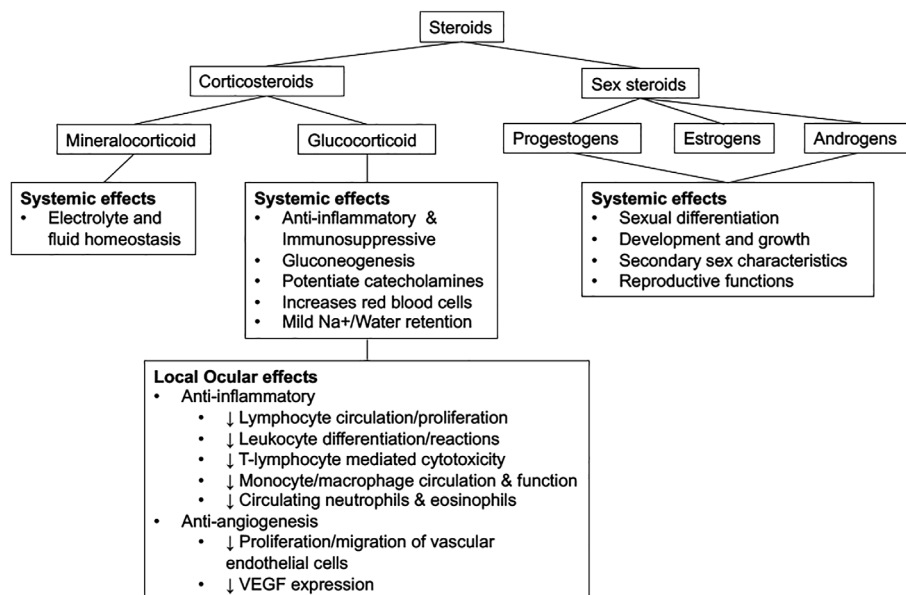 Steroids
Corticosteroids
Sex steroids
Mineralocorticoid
Glucocorticoid
Progestogens
Estrogens
Androgens
Systemic effects
• Electrolyte and
fluid homeostasis
Systemic effects
• Anti-inflammatory &
Immunosuppressive
• Gluconeogenesis
• Potentiate catecholamines
• Increases red blood cells
• Mild Na+/Water retention
Systemic effects
• Sexual differentiation
• Development and growth
• Secondary sex characteristics
• Reproductive functions
Local Ocular effects
• Anti-inflammatory
• ↓ Lymphocyte circulation/proliferation
• ↓ Leukocyte differentiation/reactions
• ↓ T-lymphocyte mediated cytotoxicity
• ↓ Monocyte/macrophage circulation & function
• ↓ Circulating neutrophils & eosinophils
• Anti-angiogenesis
• ↓ Proliferation/migration of vascular
endothelial cells
• ↓ VEGF expression